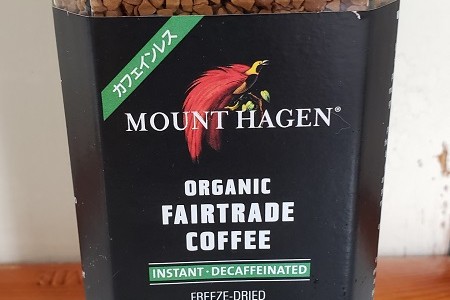 カフェインレス
MOUNT HAGEN®
ORGANIC
FAIRTRADE
COFFEE
INSTANT · DECAFFEINATED
FREEZE-DRIED